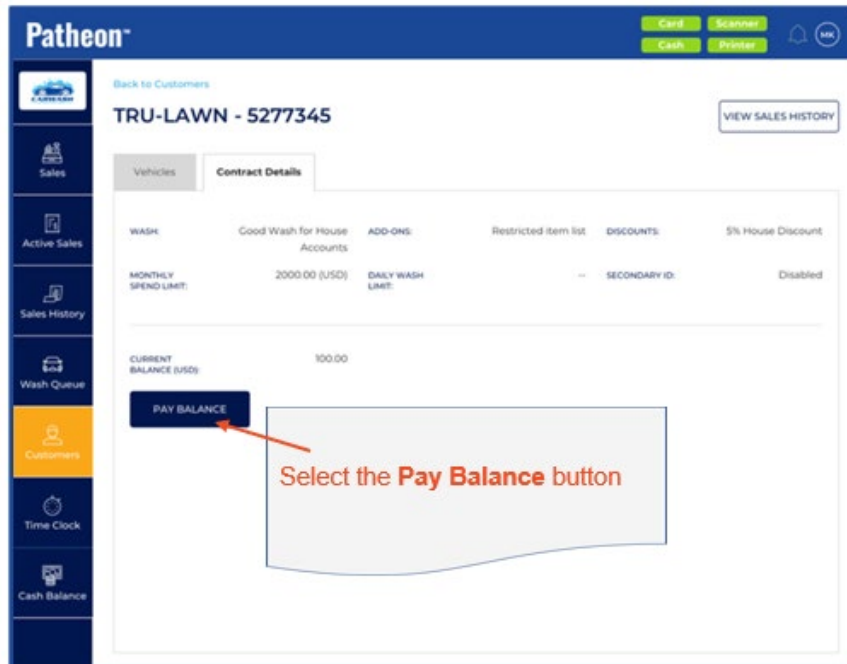 Patheon™
Card Scanner
Cash Printer
MK
CARWASH
Back to Customers
TRU-LAWN - 5277345
VIEW SALES HISTORY
Sales
Active Sales
Sales History
Wash Queue
Customers
Time Clock
Cash Balance
Vehicles Contract Details
WASH: Good Wash for House ADD-ONS: Restricted item list DISCOUNTS: 5% House Discount
Accounts
MONTHLY 2000.00 (USD) DAILY WASH -- SECONDARY ID: Disabled
SPEND LIMIT: LIMIT:
CURRENT 100.00
BALANCE (USD):
PAY BALANCE
Select the Pay Balance button